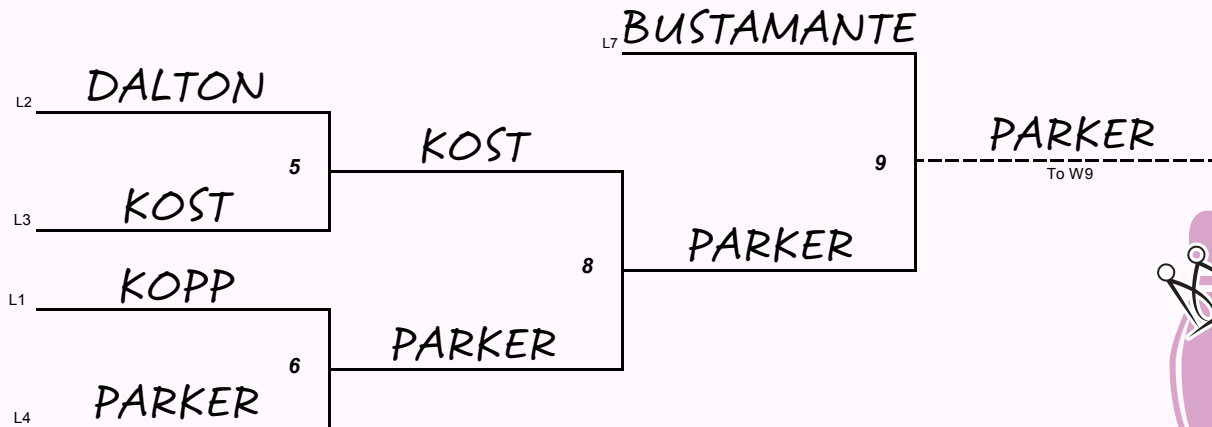 L7 BUSTAMANTE
L2 DALTON
PARKER
KOST
5
9
To W9
L3 KOST
PARKER
8
L1 KOPP
PARKER
6
L4 PARKER